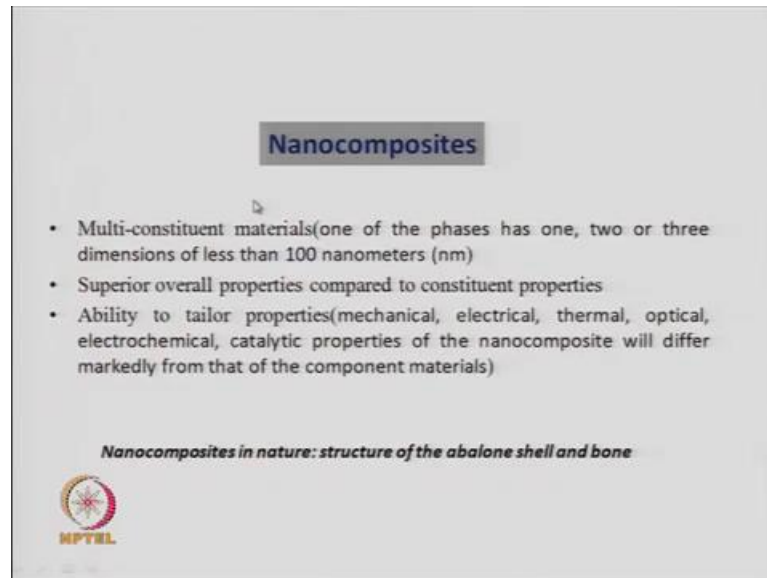 Nanocomposites
• Multi-constituent materials(one of the phases has one, two or three
dimensions of less than 100 nanometers (nm)
• Superior overall properties compared to constituent properties
• Ability to tailor properties(mechanical, electrical, thermal, optical,
electrochemical, catalytic properties of the nanocomposite will differ
markedly from that of the component materials)
Nanocomposites in nature: structure of the abalone shell and bone
NPTEL